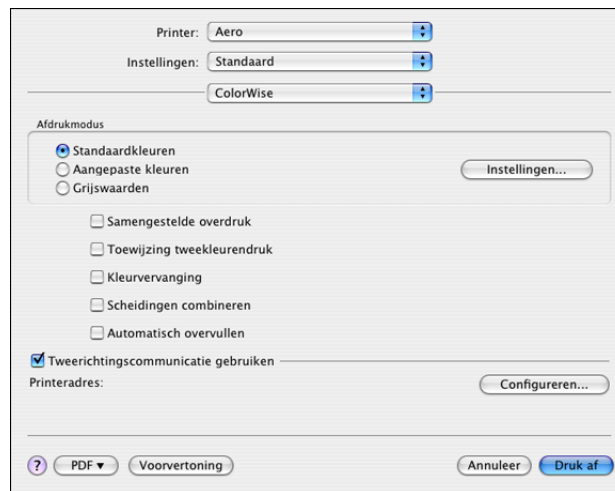 Printer: Aero
Instellingen: Standaard
ColorWise
Afdrukmodus
Standaardkleuren
Aangepaste kleuren
Instellingen...
Grijswaarden
Samengestelde overdruk
Toewijzing tweekleurendruk
Kleurvervanging
Scheidingen combineren
Automatisch overvullen
Tweerichtingscommunicatie gebruiken
Printeradres:
Configureren...
? PDF ▼ Voorvertoning Annuleer Druk af